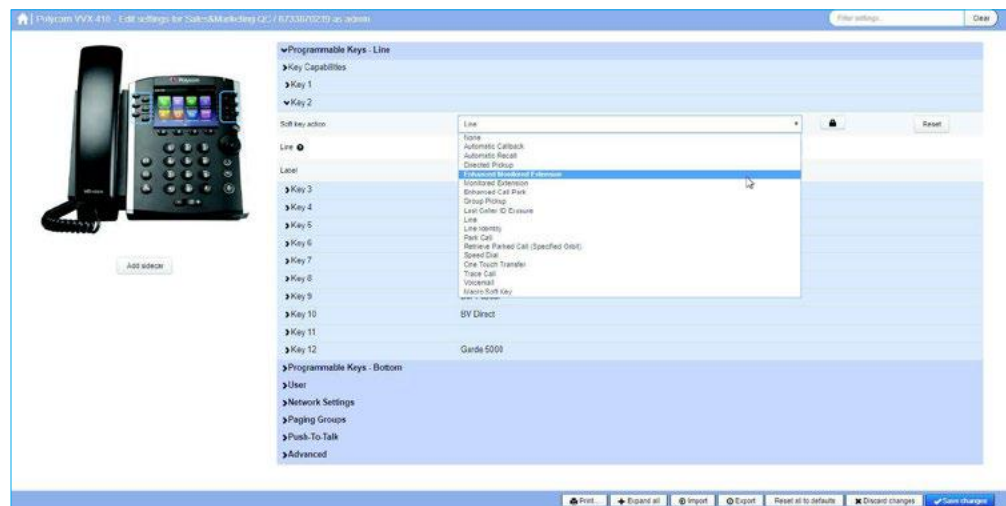 Polycom VVX 410 - Edit settings for Sales&Marketing QC / 8733070239 as admin
Filter settings...
Clear
Programmable Keys - Line
Key Capabilities
Key 1
Key 2
Soft key action
Line
Reset
None
Automatic Callback
Automatic Recall
Directed Pickup
Enhanced Monitored Extension
Monitored Extension
Enhanced Call Park
Group Pickup
Last Caller ID Erasure
Line
Line Identity
Park Call
Retrieve Parked Call (Specified Orbit)
Speed Dial
One Touch Transfer
Trace Call
Voicemail
Macro Soft Key
Line
Label
Key 3
Key 4
Key 5
Key 6
Key 7
Key 8
Key 9
Key 10
BV Direct
Key 11
Key 12
Garde 5000
Programmable Keys - Bottom
User
Network Settings
Paging Groups
Push-To-Talk
Advanced
Add sidecar
Print...
Expand all
Import
Export
Reset all to defaults
Discard changes
Save changes